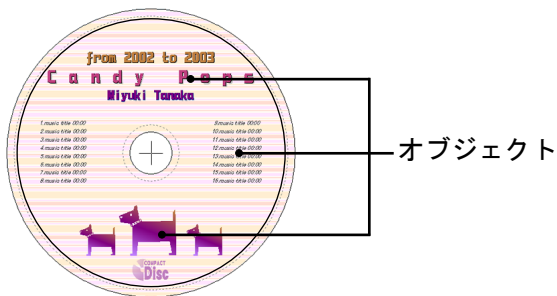 from 2002 to 2003
Candy Pops
Miyuki Tanaka
1.music title 00:00
2.music title 00:00
3.music title 00:00
4.music title 00:00
5.music title 00:00
6.music title 00:00
7.music title 00:00
8.music title 00:00
9.music title 00:00
10.music title 00:00
11.music title 00:00
12.music title 00:00
13.music title 00:00
14.music title 00:00
15.music title 00:00
16.music title 00:00
オブジェクト
COMPACT
Disc